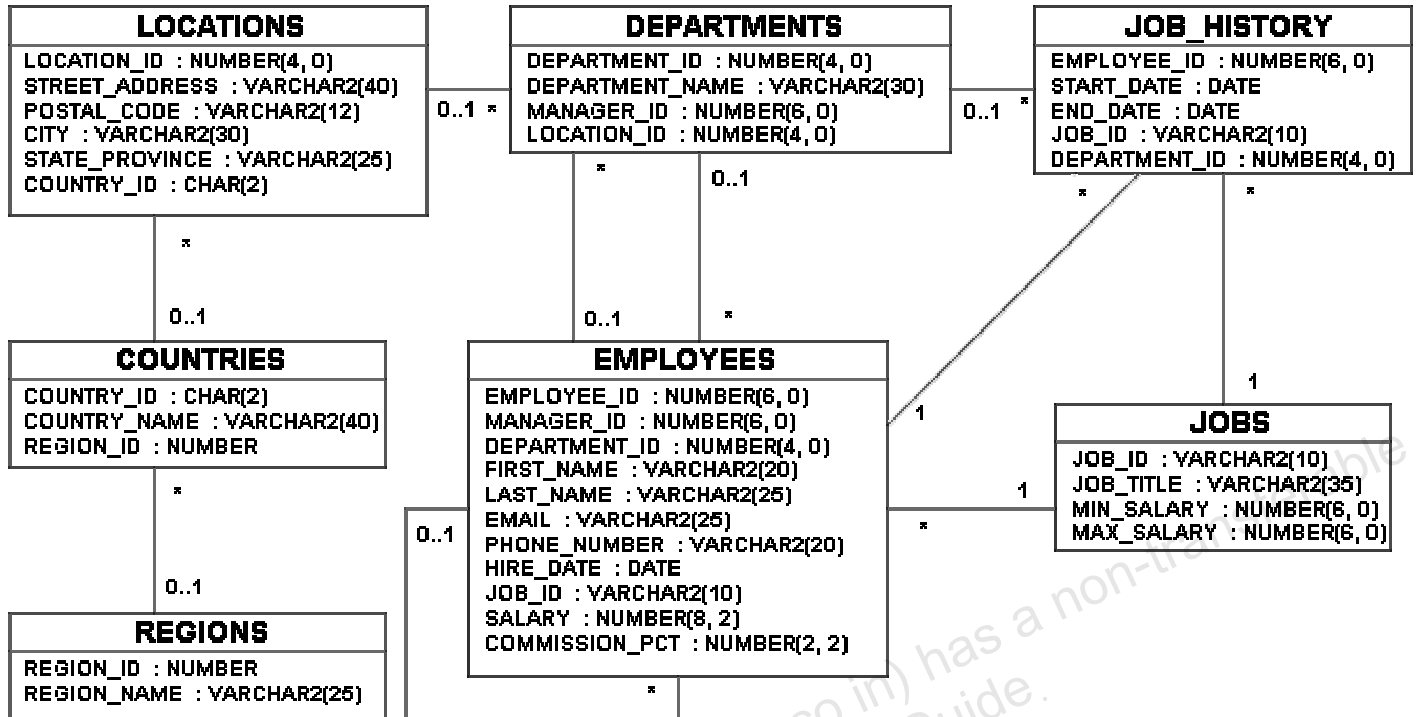 LOCATIONS
LOCATION_ID : NUMBER(4, 0)
STREET_ADDRESS : VARCHAR2(40)
POSTAL_CODE : VARCHAR2(12)
CITY : VARCHAR2(30)
STATE_PROVINCE : VARCHAR2(25)
COUNTRY_ID : CHAR(2)
0..1
*
DEPARTMENTS
DEPARTMENT_ID : NUMBER(4, 0)
DEPARTMENT_NAME : VARCHAR2(30)
MANAGER_ID : NUMBER(6, 0)
LOCATION_ID : NUMBER(4, 0)
0..1
*
JOB_HISTORY
EMPLOYEE_ID : NUMBER(6, 0)
START_DATE : DATE
END_DATE : DATE
JOB_ID : VARCHAR2(10)
DEPARTMENT_ID : NUMBER(4, 0)
*
0..1
*
*
*
0..1
0..1
*
COUNTRIES
COUNTRY_ID : CHAR(2)
COUNTRY_NAME : VARCHAR2(40)
REGION_ID : NUMBER
*
0..1
EMPLOYEES
EMPLOYEE_ID : NUMBER(6, 0)
MANAGER_ID : NUMBER(6, 0)
DEPARTMENT_ID : NUMBER(4, 0)
FIRST_NAME : VARCHAR2(20)
LAST_NAME : VARCHAR2(25)
EMAIL : VARCHAR2(25)
PHONE_NUMBER : VARCHAR2(20)
HIRE_DATE : DATE
JOB_ID : VARCHAR2(10)
SALARY : NUMBER(8, 2)
COMMISSION_PCT : NUMBER(2, 2)
0..1
*
1
1
*
1
JOBS
JOB_ID : VARCHAR2(10)
JOB_TITLE : VARCHAR2(35)
MIN_SALARY : NUMBER(6, 0)
MAX_SALARY : NUMBER(6, 0)
REGIONS
REGION_ID : NUMBER
REGION_NAME : VARCHAR2(25)
in) has a non-transferable
Guide.